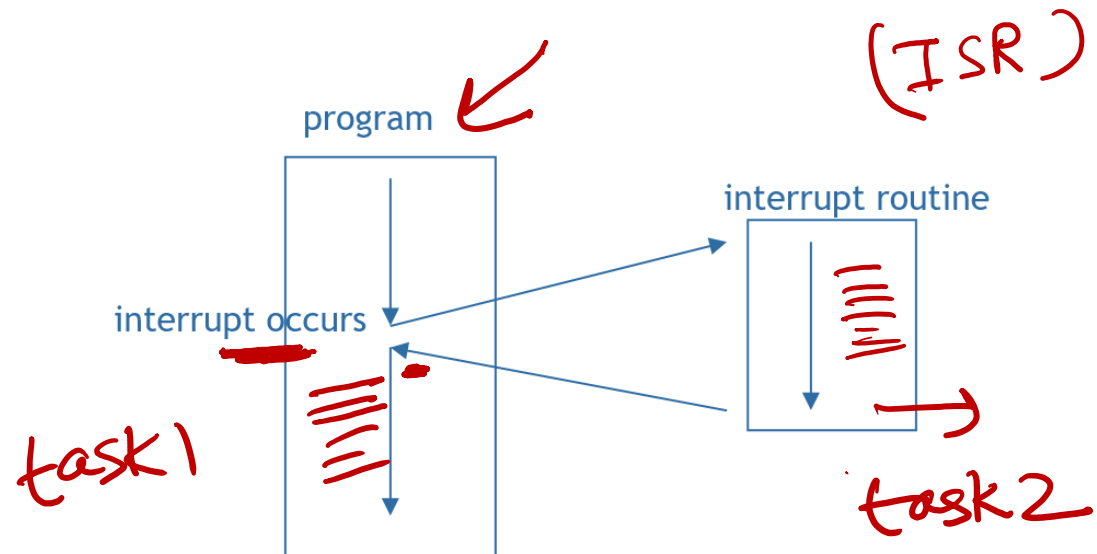 (ISR)
program
interrupt routine
interrupt occurs
task1
task2